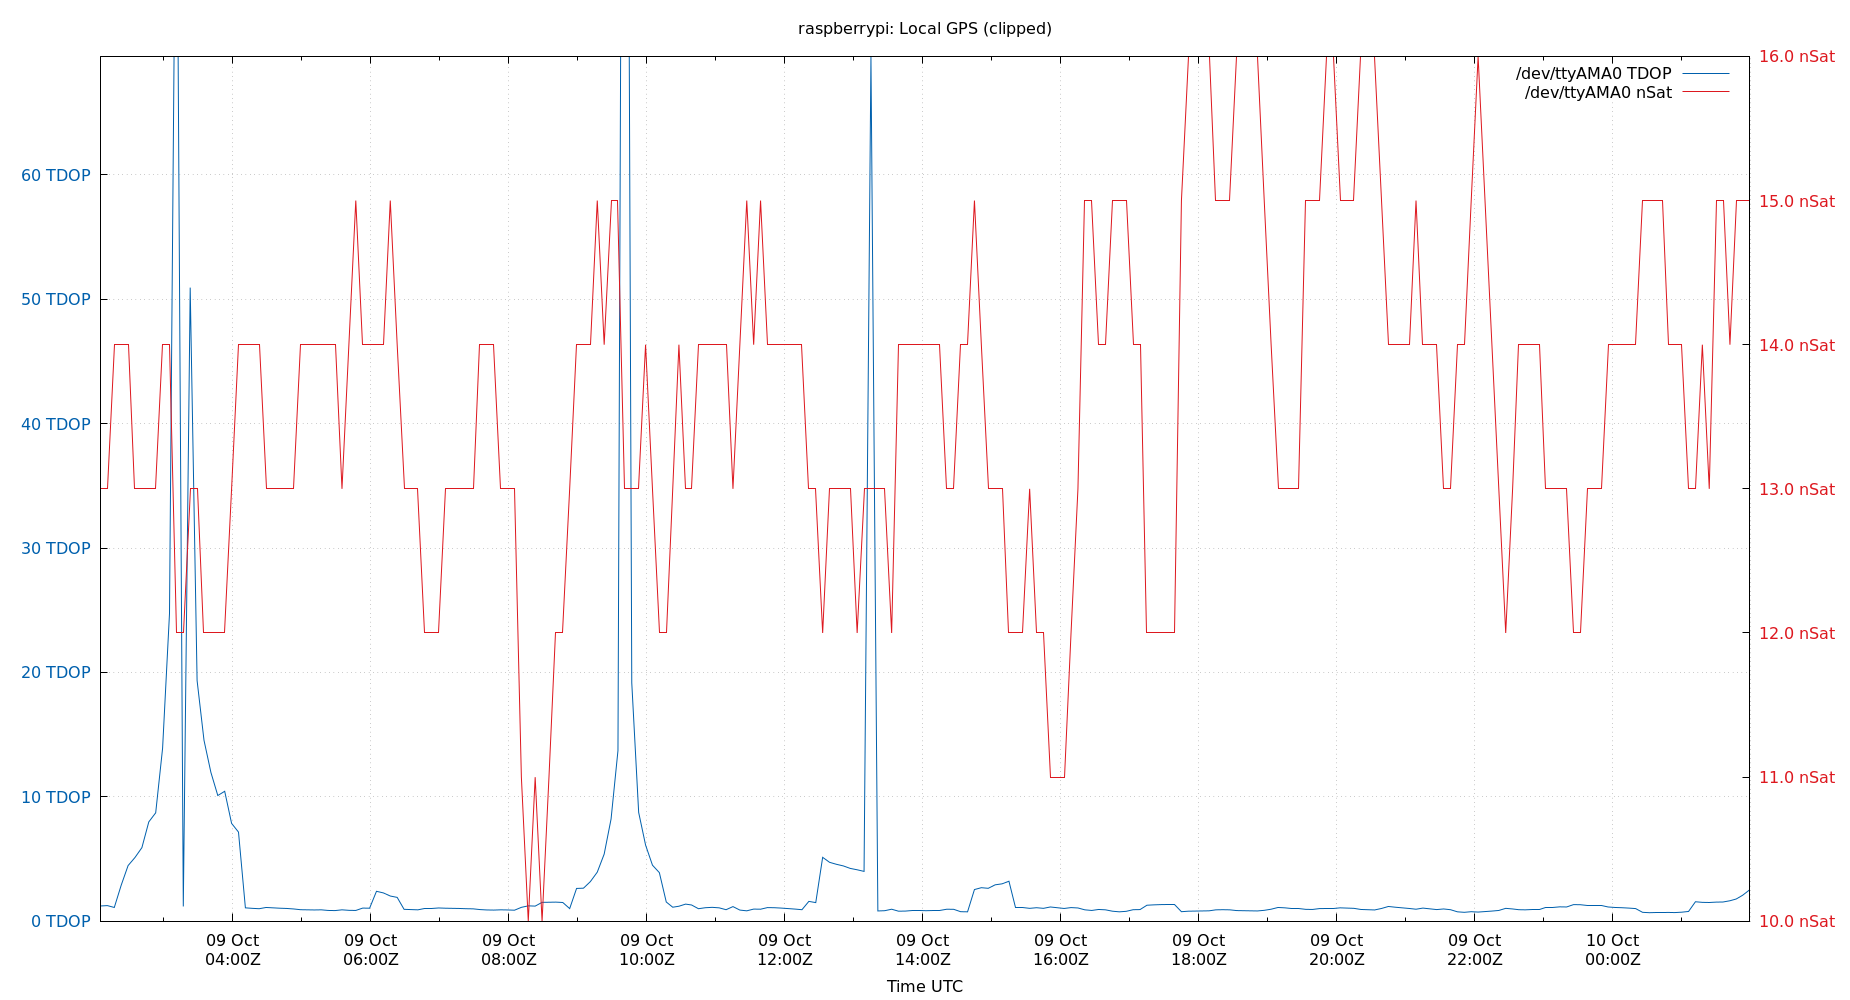 raspberrypi: Local GPS (clipped)
/dev/ttyAMA0 TDOP
/dev/ttyAMA0 nSat
60 TDOP
50 TDOP
40 TDOP
30 TDOP
20 TDOP
10 TDOP
0 TDOP
16.0 nSat
15.0 nSat
14.0 nSat
13.0 nSat
12.0 nSat
11.0 nSat
10.0 nSat
09 Oct
04:00Z
09 Oct
06:00Z
09 Oct
08:00Z
09 Oct
10:00Z
09 Oct
12:00Z
09 Oct
14:00Z
09 Oct
16:00Z
09 Oct
18:00Z
09 Oct
20:00Z
09 Oct
22:00Z
10 Oct
00:00Z
Time UTC